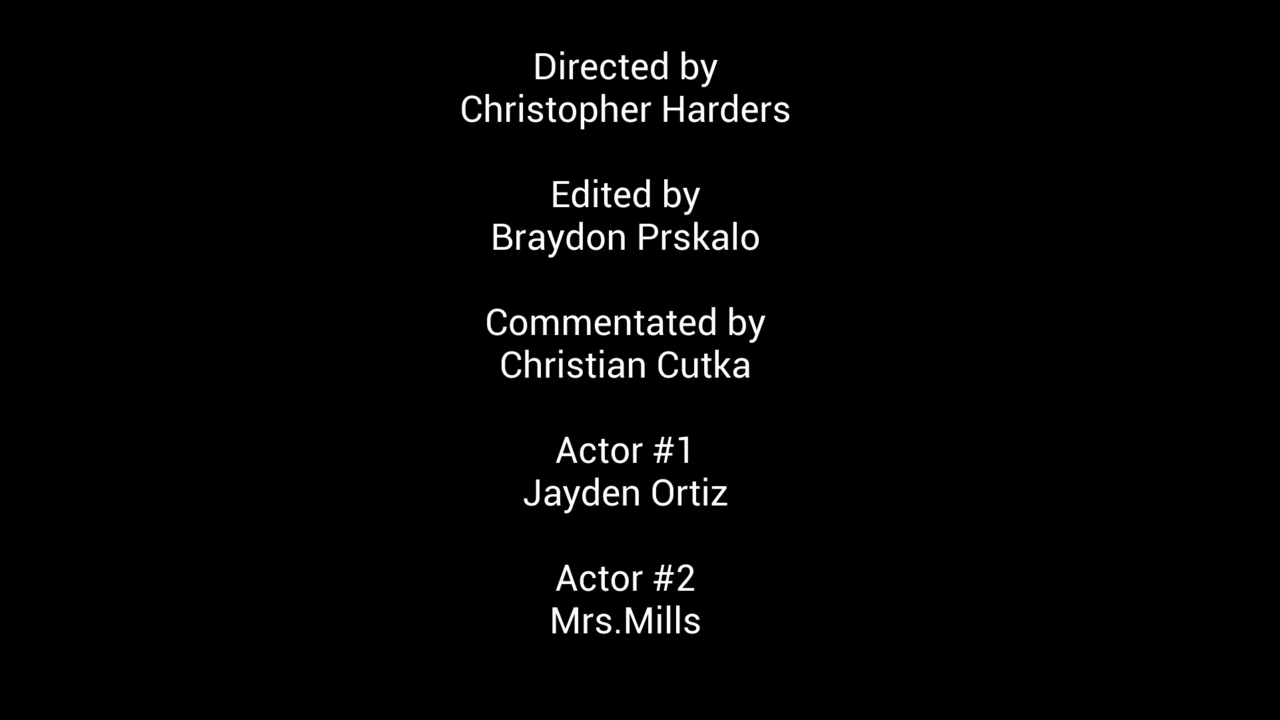 Directed by
Christopher Harders
Edited by
Braydon Prskalo
Commentated by
Christian Cutka
Actor #1
Jayden Ortiz
Actor #2
Mrs.Mills